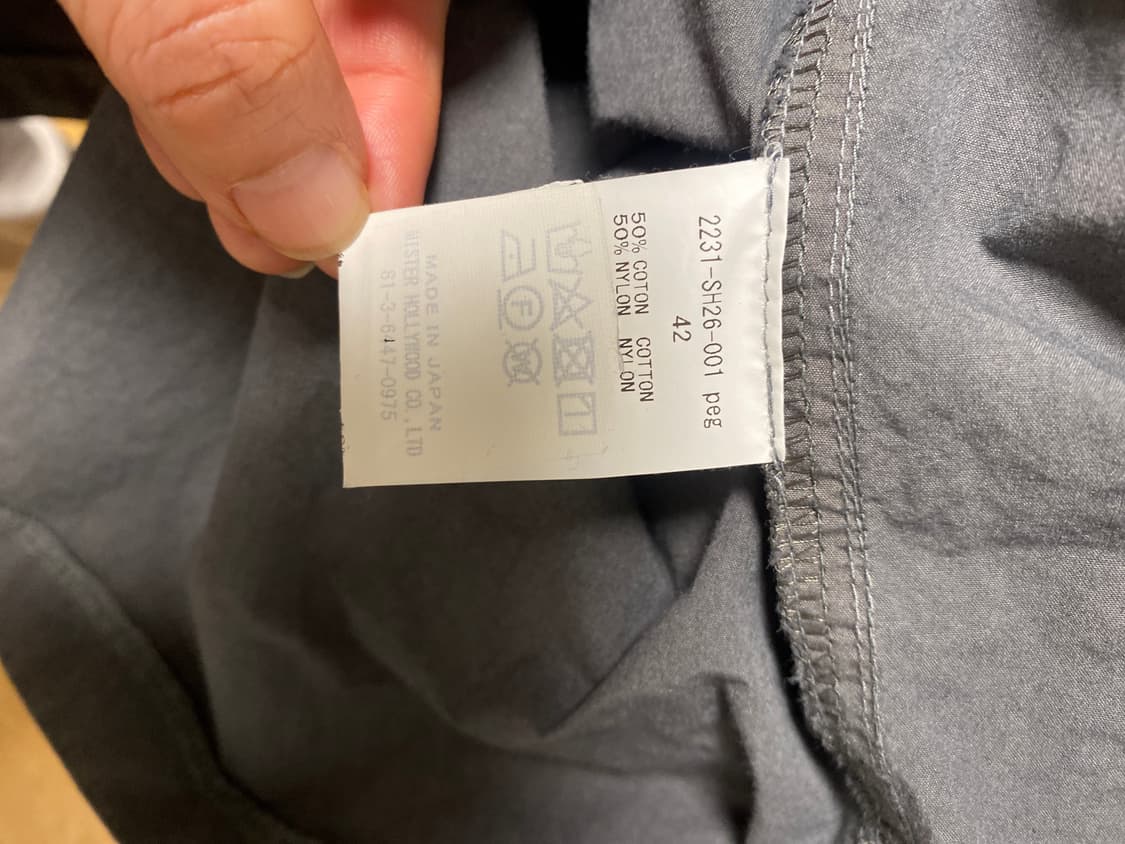 2231-SH26-001 peg
42
50% COTON COTTON
50% NYLON NYLON
F W
MADE IN JAPAN
MISTER HOLLYWOOD CO.,LTD
81-3-6447-0975